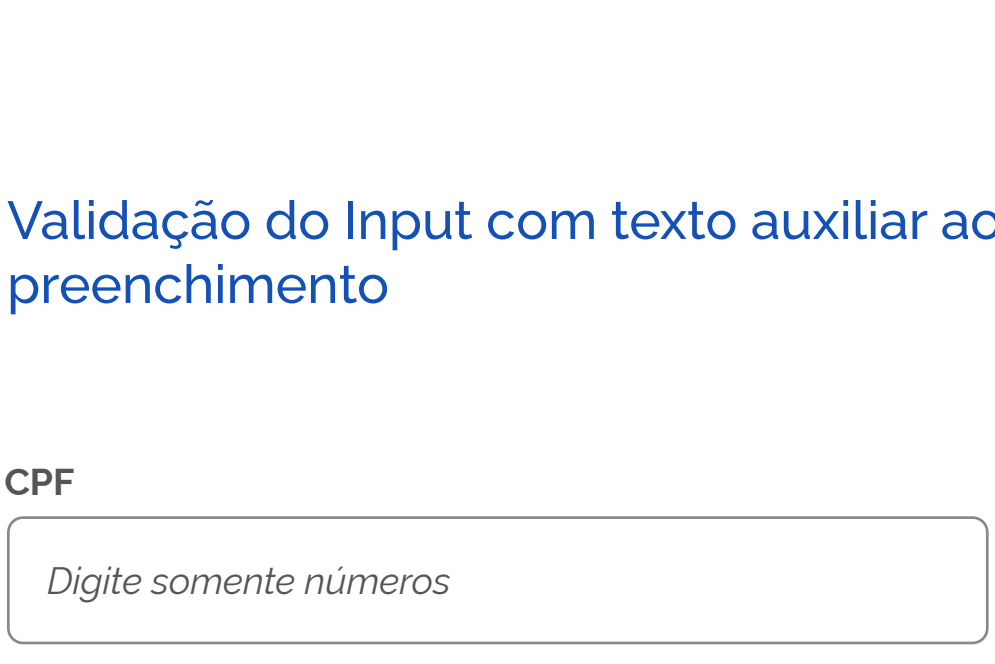 Validação do Input com texto auxiliar ao
preenchimento
CPF
Digite somente números